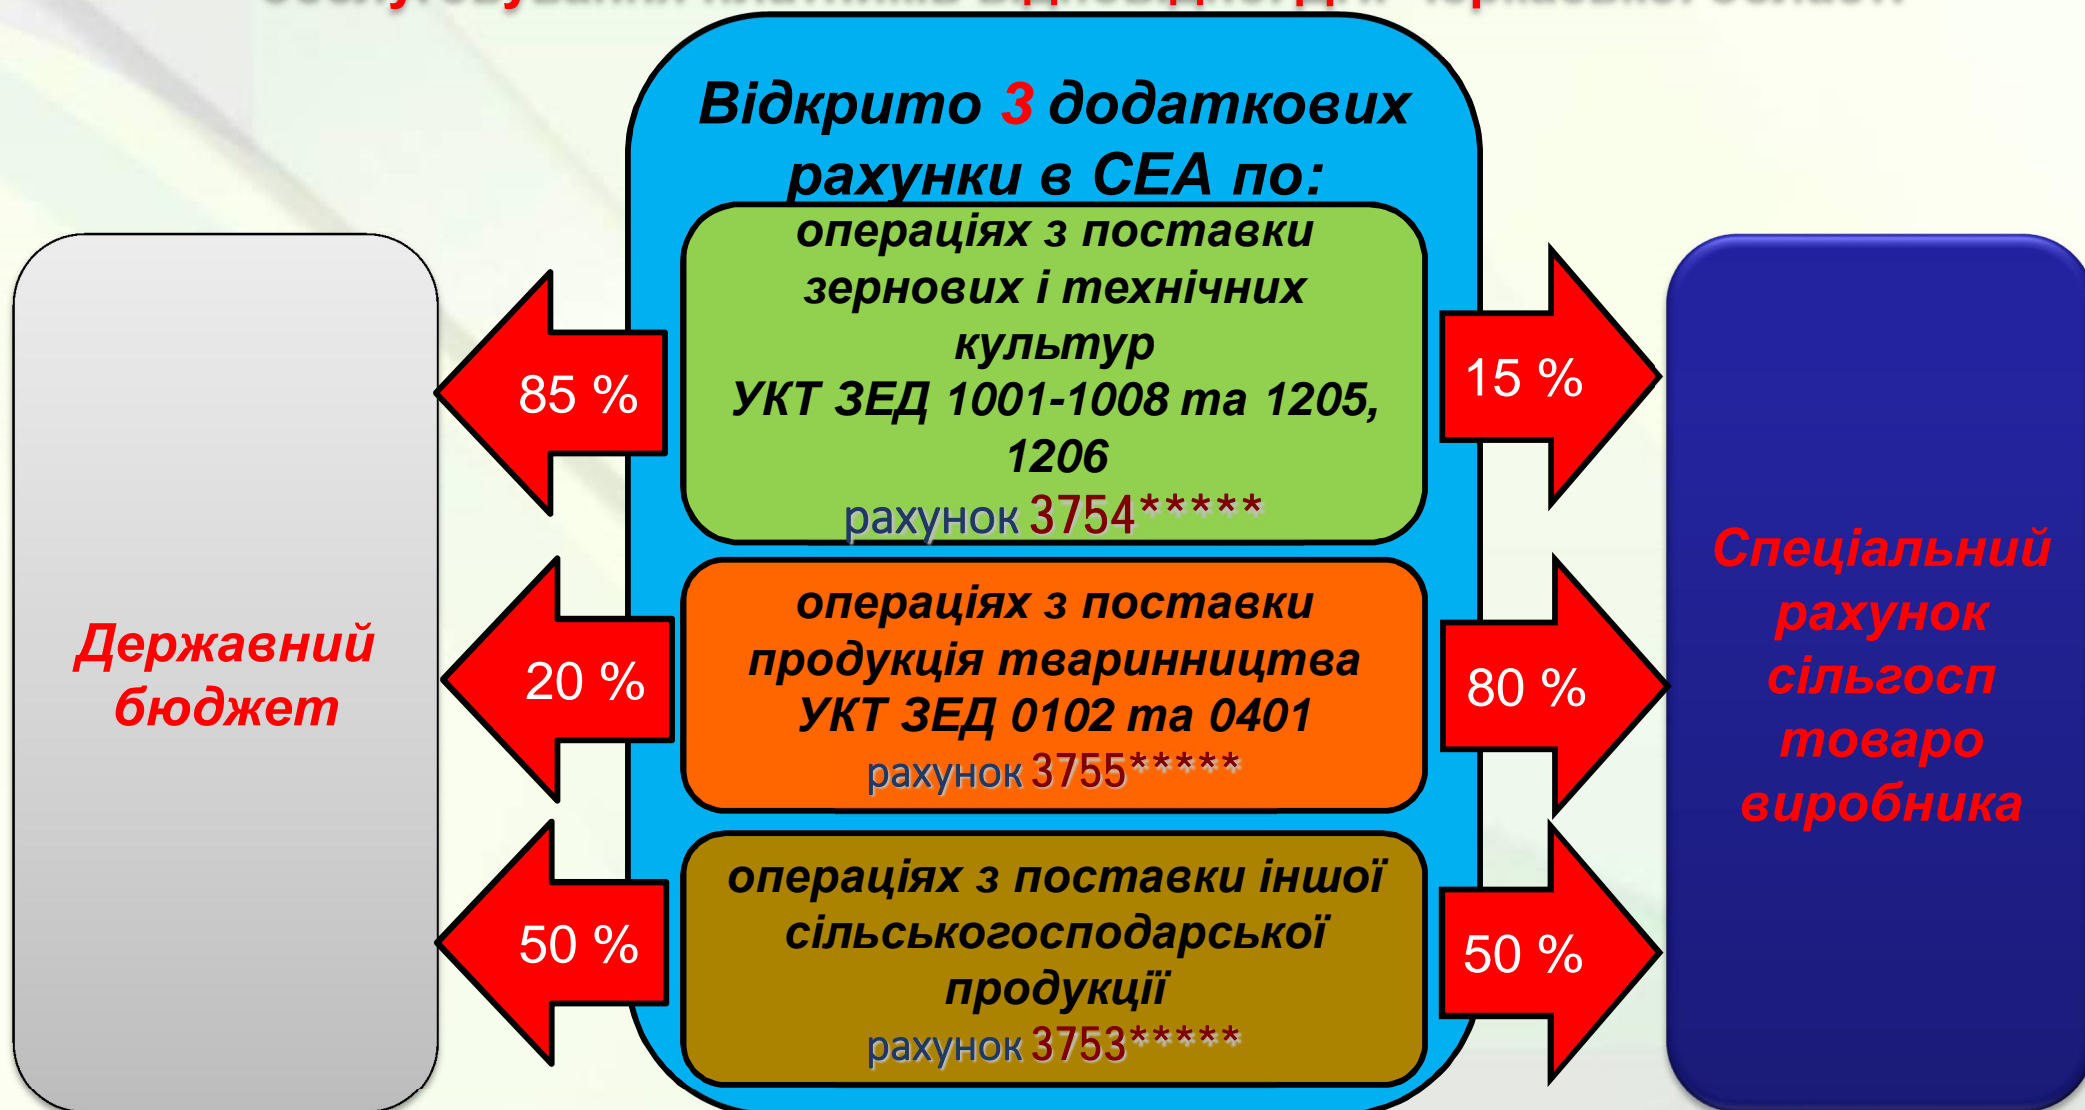 Відкрито 3 додаткових
рахунки в СЕА по:
операціях з поставки
зернових і технічних
культур
УКТ ЗЕД 1001-1008 та 1205,
1206
рахунок 3754*****
85 %
15 %
операціях з поставки
продукція тваринництва
УКТ ЗЕД 0102 та 0401
рахунок 3755*****
20 %
80 %
операціях з поставки іншої
сільськогосподарської
продукції
рахунок 3753*****
50 %
50 %
Державний
бюджет
Спеціальний
рахунок
сільгосп
товаро
виробника